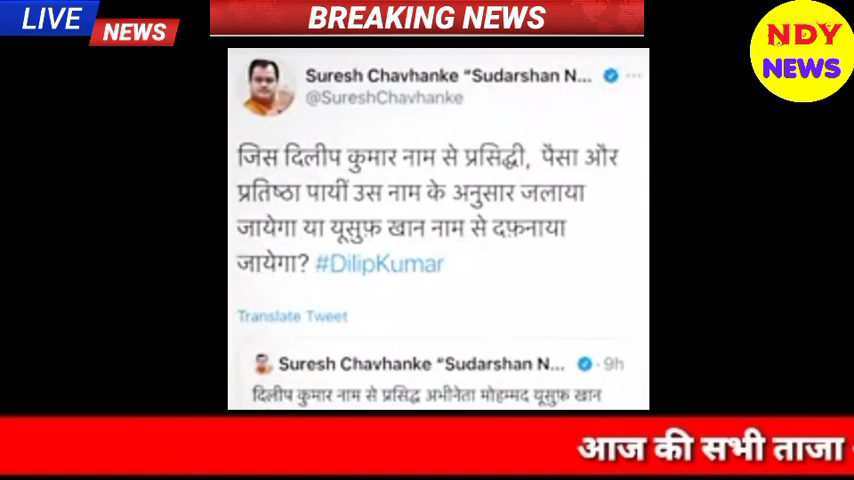 LIVE
NEWS
BREAKING NEWS
NDY
NEWS
Suresh Chavhanke “Sudarshan N...
@SureshChavhanke
जिस दिलीप कुमार नाम से प्रसिद्धी, पैसा और
प्रतिष्ठा पायीं उस नाम के अनुसार जलाया
जायेगा या यूसुफ़ खान नाम से दफ़नाया
जायेगा? #DilipKumar
Translate Tweet
Suresh Chavhanke “Sudarshan N... · 9h
दिलीप कुमार नाम से प्रसिद्ध अभीनेता मोहम्मद यूसुफ़ खान
आज की सभी ताजा